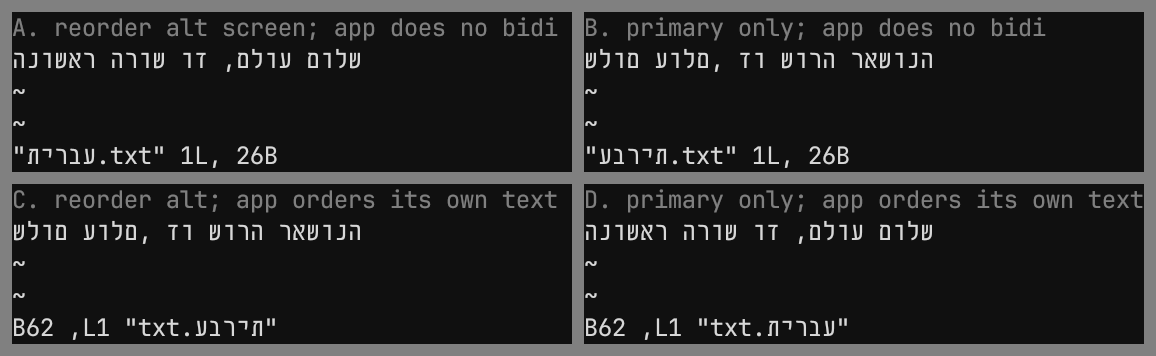 A. reorder alt screen; app does no bidi
שלום עולם, זו שורה ראשונה
~
~
"עברית.txt" 1L, 26B
B. primary only; app does no bidi
הנושאר הרוש וז ,םלוע םולש
~
~
"תירבע.txt" 1L, 26B
C. reorder alt; app orders its own text
הנושאר הרוש וז ,םלוע םולש
~
~
B62 ,L1 "txt.תירבע"
D. primary only; app orders its own text
שלום עולם, זו שורה ראשונה
~
~
B62 ,L1 "txt.עברית"